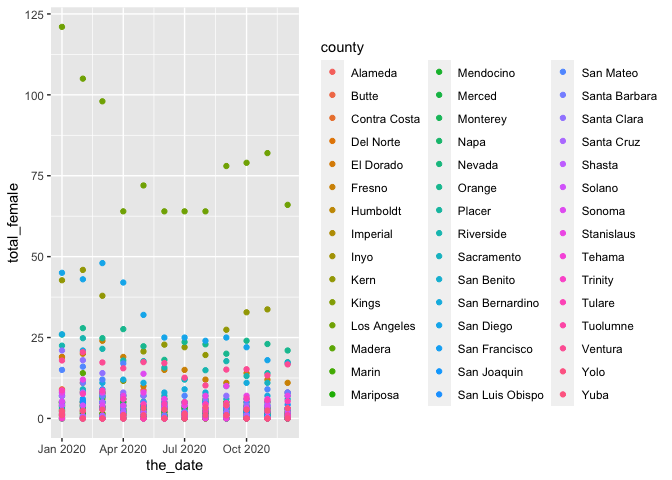 125
100
75
50
25
0
total_female
Jan 2020 Apr 2020 Jul 2020 Oct 2020
the_date
county
Alameda
Butte
Contra Costa
Del Norte
El Dorado
Fresno
Humboldt
Imperial
Inyo
Kern
Kings
Los Angeles
Madera
Marin
Mariposa
Mendocino
Merced
Monterey
Napa
Nevada
Orange
Placer
Riverside
Sacramento
San Benito
San Bernardino
San Diego
San Francisco
San Joaquin
San Luis Obispo
San Mateo
Santa Barbara
Santa Clara
Santa Cruz
Shasta
Solano
Sonoma
Stanislaus
Tehama
Trinity
Tulare
Tuolumne
Ventura
Yolo
Yuba